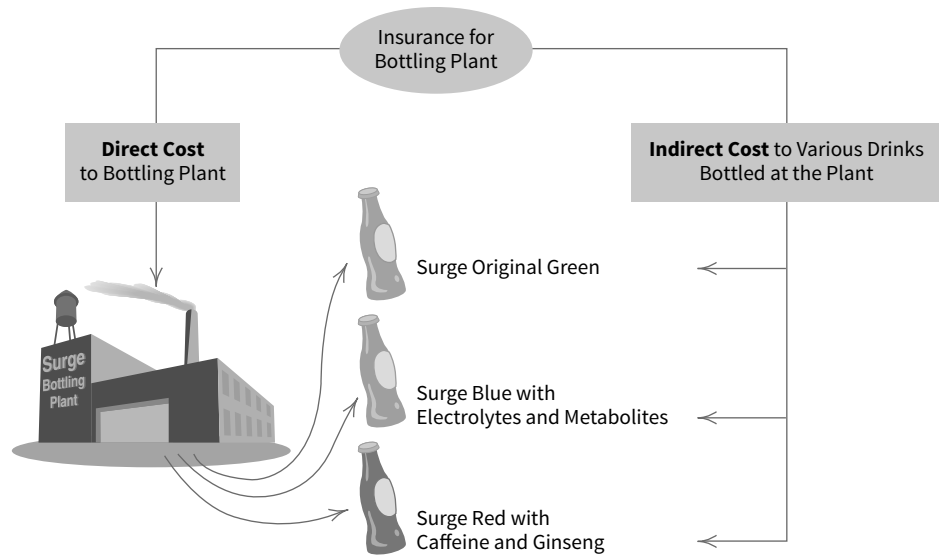 Insurance for
Bottling Plant
Direct Cost
to Bottling Plant
Indirect Cost to Various Drinks
Bottled at the Plant
Surge Original Green
Surge
Bottling
Plant
Surge Blue with
Electrolytes and Metabolites
Surge Red with
Caffeine and Ginseng